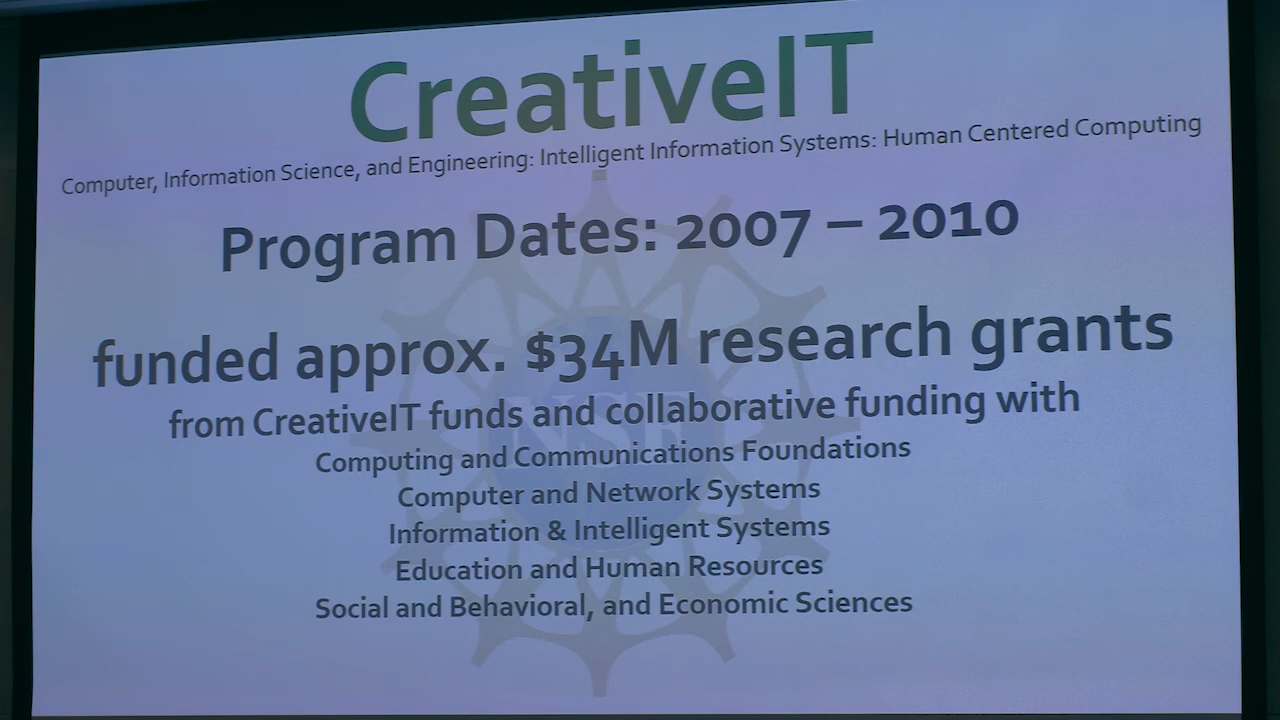 CreativeIT
Computer, Information Science, and Engineering: Intelligent Information Systems: Human Centered Computing
Program Dates: 2007 – 2010
funded approx. $34M research grants
from CreativeIT funds and collaborative funding with
Computing and Communications Foundations
Computer and Network Systems
Information & Intelligent Systems
Education and Human Resources
Social and Behavioral, and Economic Sciences
NSF